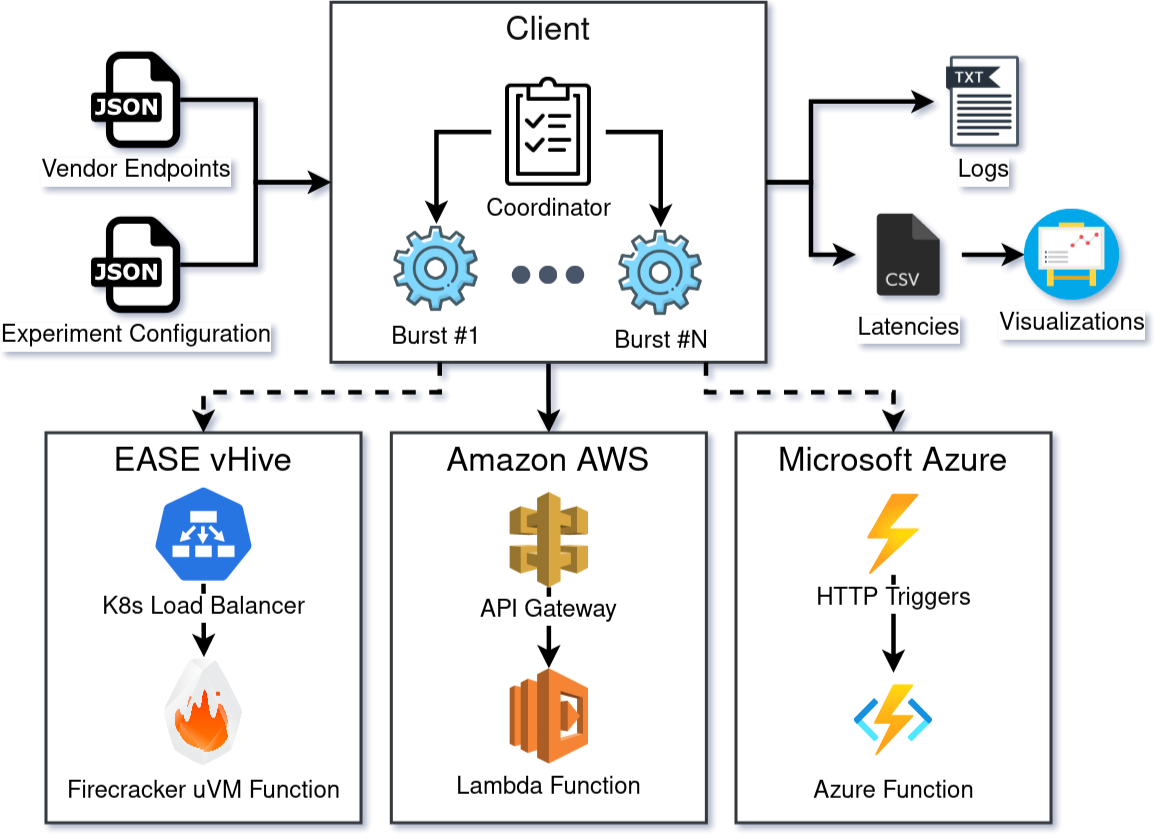 Client
JSON
Vendor Endpoints
JSON
Experiment Configuration
Coordinator
Burst #1
Burst #N
TXT
Logs
CSV
Latencies
Visualizations
EASE vHive
K8s Load Balancer
Firecracker uVM Function
Amazon AWS
API Gateway
Lambda Function
Microsoft Azure
HTTP Triggers
Azure Function